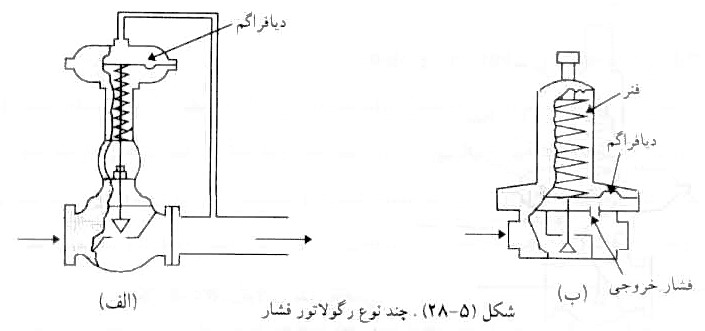 دیافراگم
فنر
دیافراگم
فشار خروجی
(الف)
(ب)
شکل (۵-۲۸) . چند نوع رگولاتور فشار